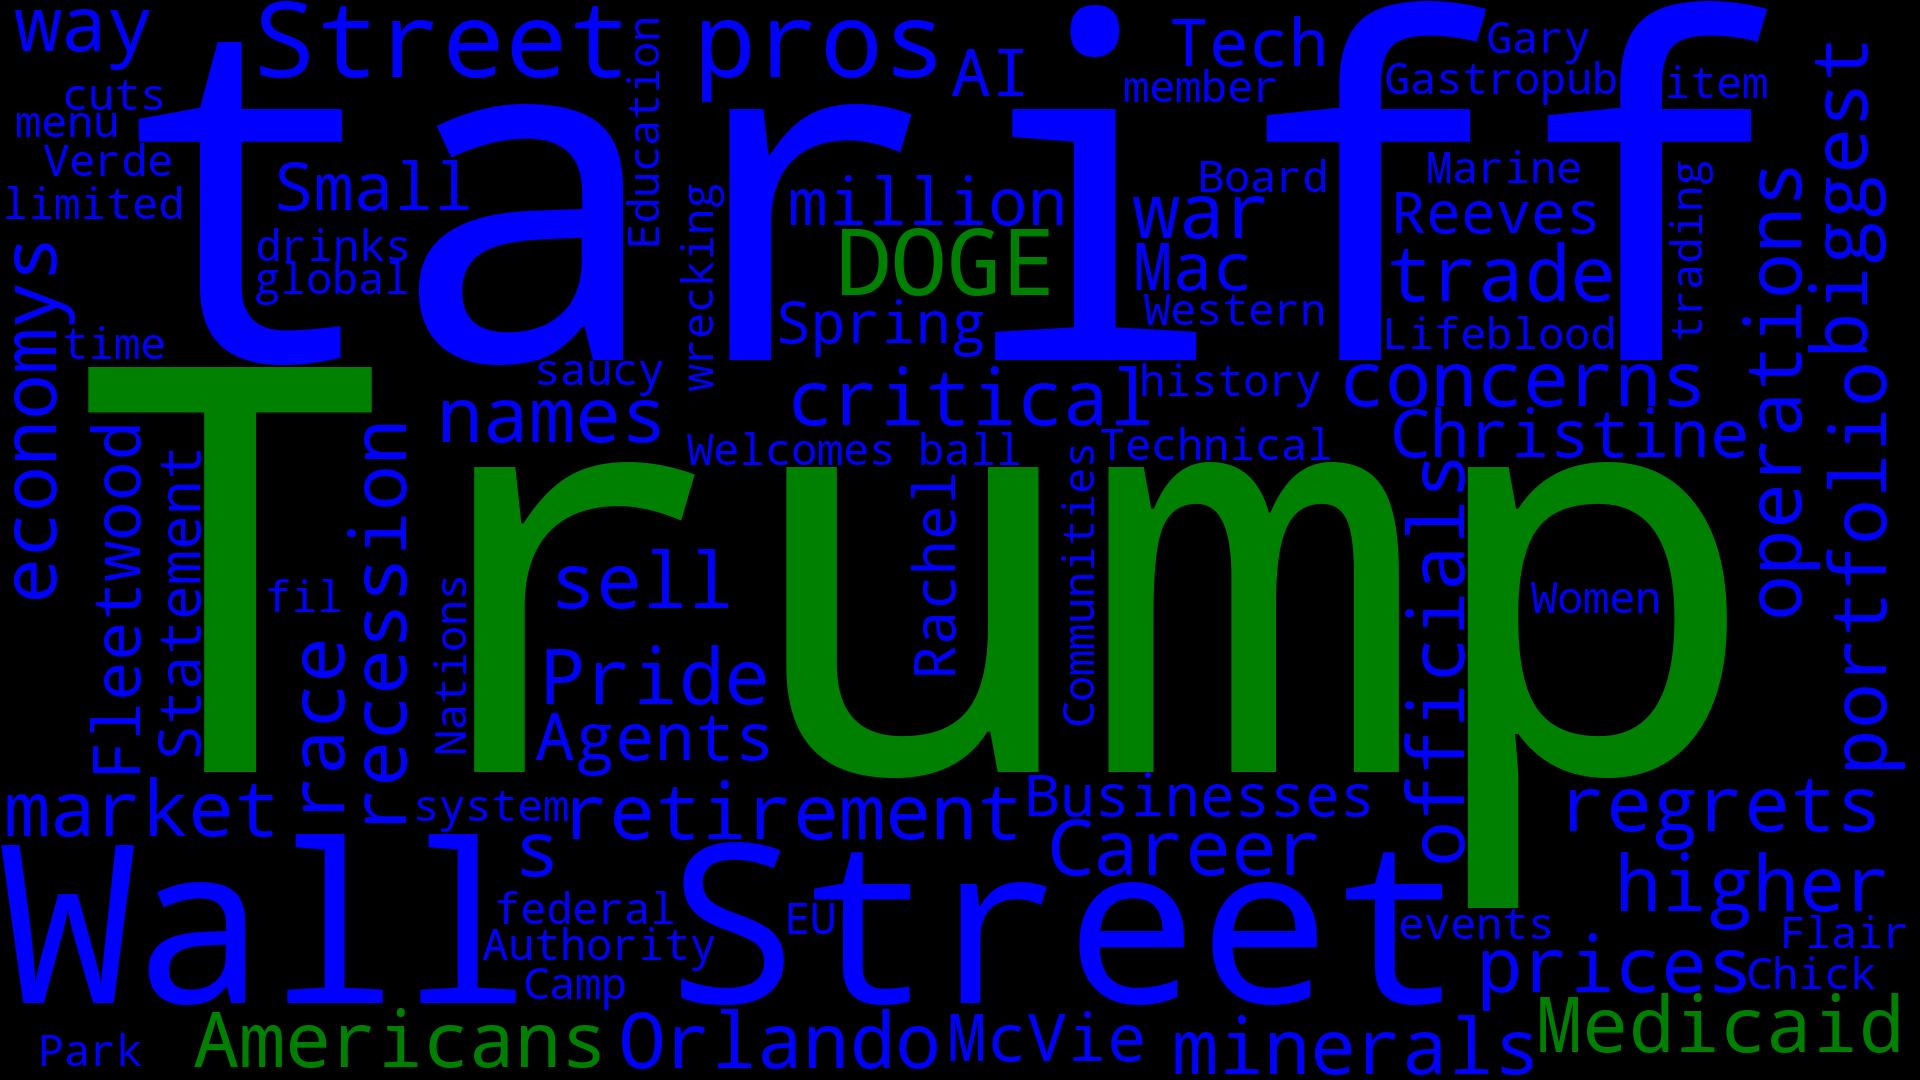 way
Street pros
AI
Tech
Gary
cuts
Education
member
Gastropub
item
menu
tariff
biggest
Verde
Small
million
Board
Marine
limited
wrecking
war
Reeves
trading
operations
drinks
DOGE
Mac
trade
global
economys
Spring
Western
Lifeblood
time
saucy
critical
history
concerns
names
Christine
Welcomes ball
Technical
Trump
Fleetwood
Statement
recession
Rachel
Communities
officials
portfolio
fil
sell
Women
Nations
race
Pride
Agents
market
system
retirement
Businesses
regrets
s
Career
Wall Street
higher
federal
EU
events
Flair
Authority
prices
Chick
Camp
Park
Americans
Orlando
McVie
minerals
Medicaid